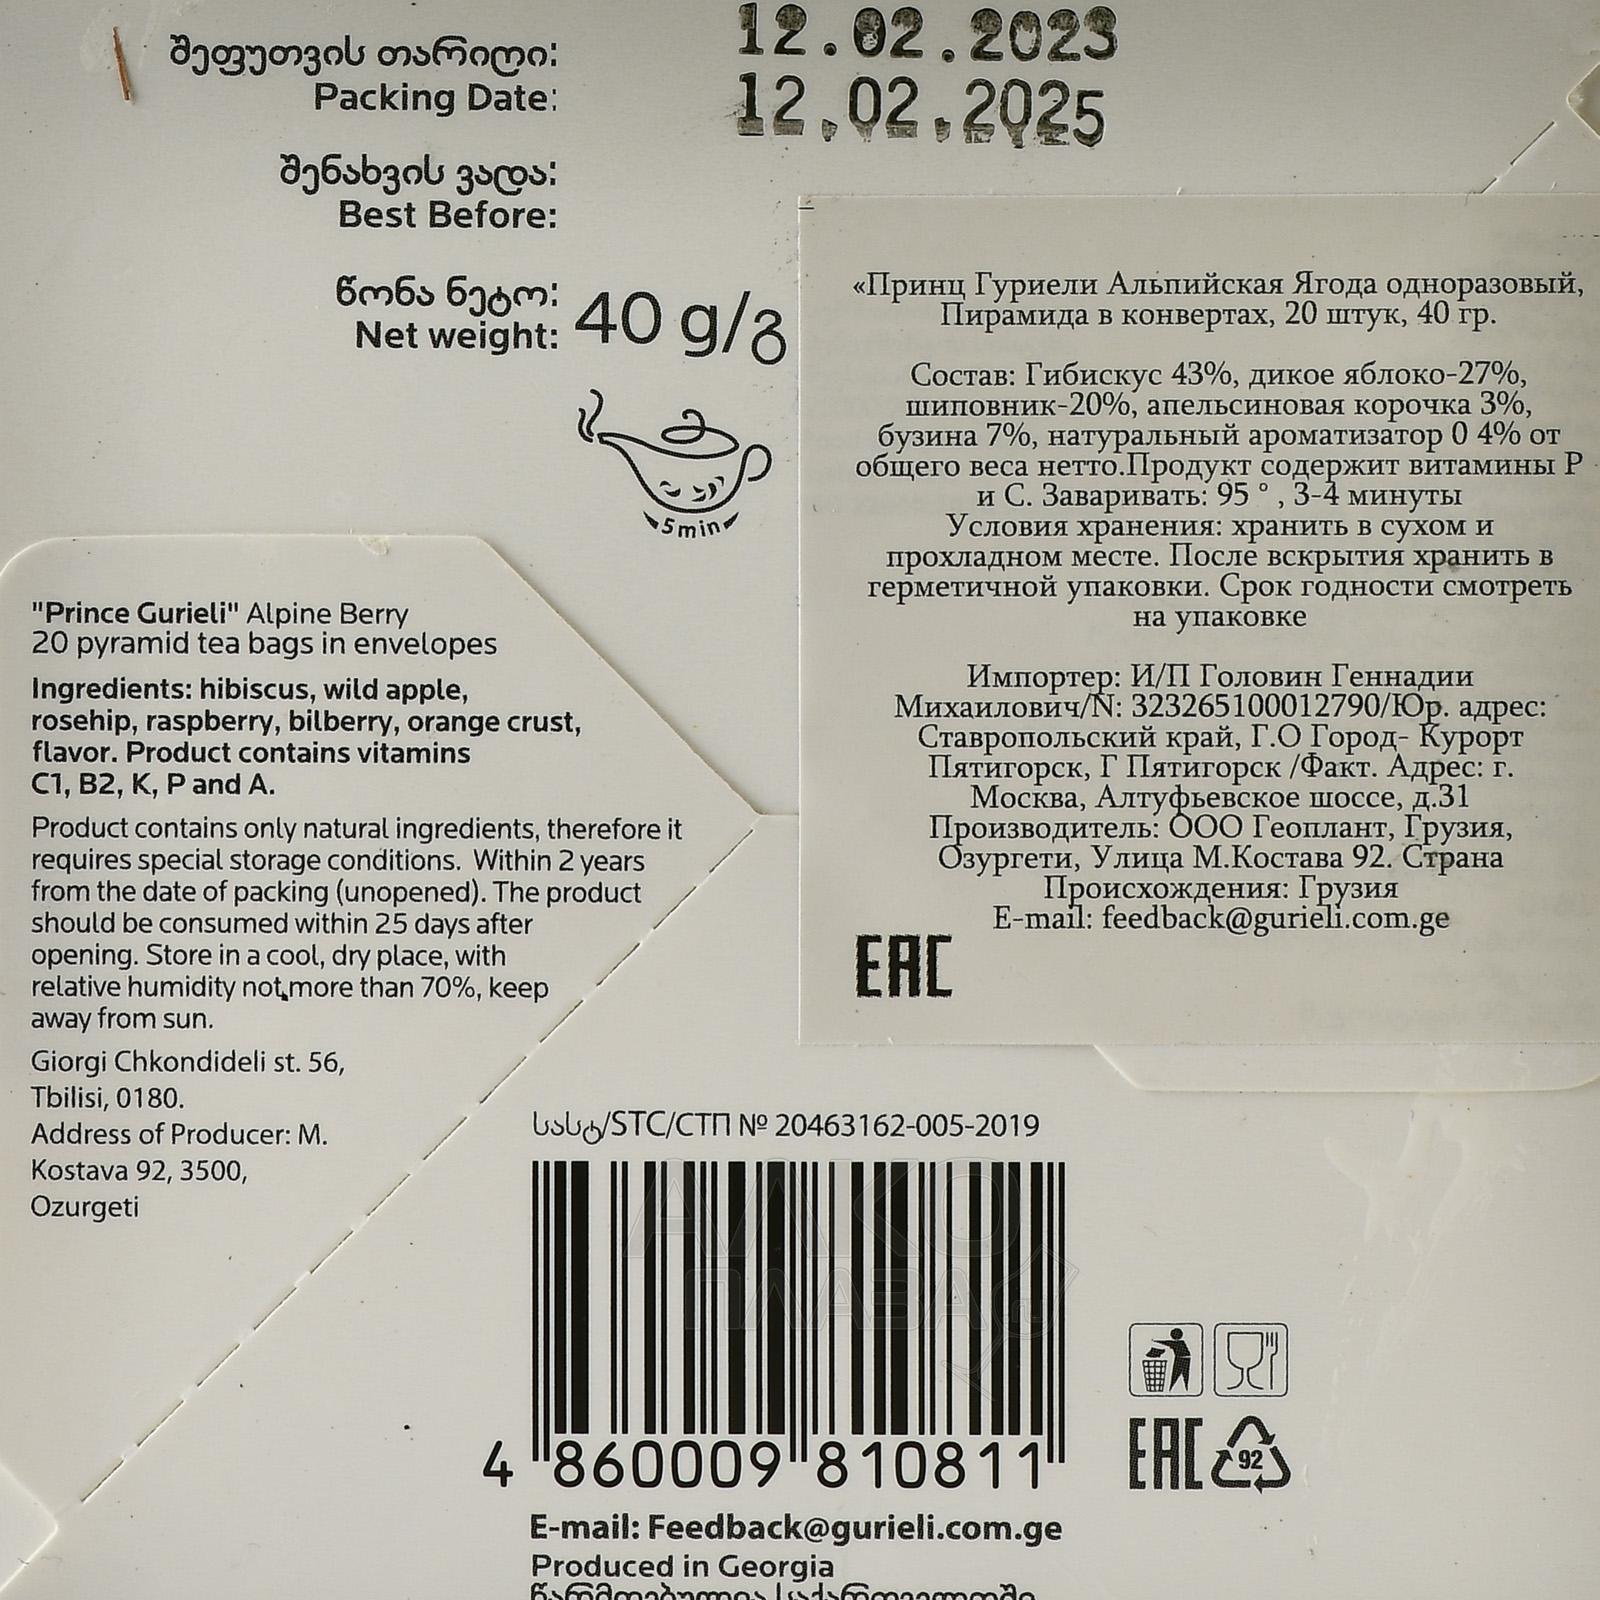 შეფუთვის თარიღი:
Packing Date:
12.02.2023
12.02.2025
შენახვის ვადა:
Best Before:
წონა ნეტო:
Net weight:
40 g/გ
5min
"Prince Gurieli" Alpine Berry
20 pyramid tea bags in envelopes
Ingredients: hibiscus, wild apple,
rosehip, raspberry, bilberry, orange crust,
flavor. Product contains vitamins
C1, B2, K, P and A.
Product contains only natural ingredients, therefore it
requires special storage conditions. Within 2 years
from the date of packing (unopened). The product
should be consumed within 25 days after
opening. Store in a cool, dry place, with
relative humidity not more than 70%, keep
away from sun.
Giorgi Chkondideli st. 56,
Tbilisi, 0180.
Address of Producer: M.
Kostava 92, 3500,
Ozurgeti
«Принц Гуриели Альпийская Ягода одноразовый,
Пирамида в конвертах, 20 штук, 40 гр.
Состав: Гибискус 43%, дикое яблоко-27%,
шиповник-20%, апельсиновая корочка 3%,
бузина 7%, натуральный ароматизатор 0 4% от
общего веса нетто.Продукт содержит витамины Р
и С. Заваривать: 95 ° , 3-4 минуты
Условия хранения: хранить в сухом и
прохладном месте. После вскрытия хранить в
герметичной упаковки. Срок годности смотреть
на упаковке
Импортер: И/П Головин Геннадии
Михаилович/N: 323265100012790/Юр. адрес:
Ставропольский край, Г.О Город- Курорт
Пятигорск, Г Пятигорск /Факт. Адрес: г.
Москва, Алтуфьевское шоссе, д.31
Производитель: ООО Геоплант, Грузия,
Озургети, Улица М.Костава 92. Страна
Происхождения: Грузия
E-mail: feedback@gurieli.com.ge
EAC
სასტ/STC/СТП № 20463162-005-2019
АЛКО
ПЛАЗА
4 860009 810811
EAC
92
E-mail: Feedback@gurieli.com.ge
Produced in Georgia
წარმოებულია საქართველოში